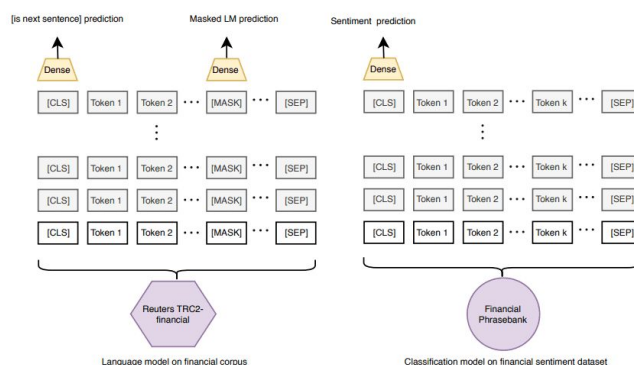 [is next sentence] prediction
Masked LM prediction
Dense
Dense
[CLS] Token 1 Token 2 ••• [MASK] ••• [SEP]
[CLS] Token 1 Token 2 ••• [MASK] ••• [SEP]
[CLS] Token 1 Token 2 ••• [MASK] ••• [SEP]
[CLS] Token 1 Token 2 ••• [MASK] ••• [SEP]
Reuters TRC2-
financial
Language model on financial corpus
Sentiment prediction
Dense
[CLS] Token 1 Token 2 ••• Token k ••• [SEP]
[CLS] Token 1 Token 2 ••• Token k ••• [SEP]
[CLS] Token 1 Token 2 ••• Token k ••• [SEP]
[CLS] Token 1 Token 2 ••• Token k ••• [SEP]
Financial
Phrasebank
Classification model on financial sentiment dataset